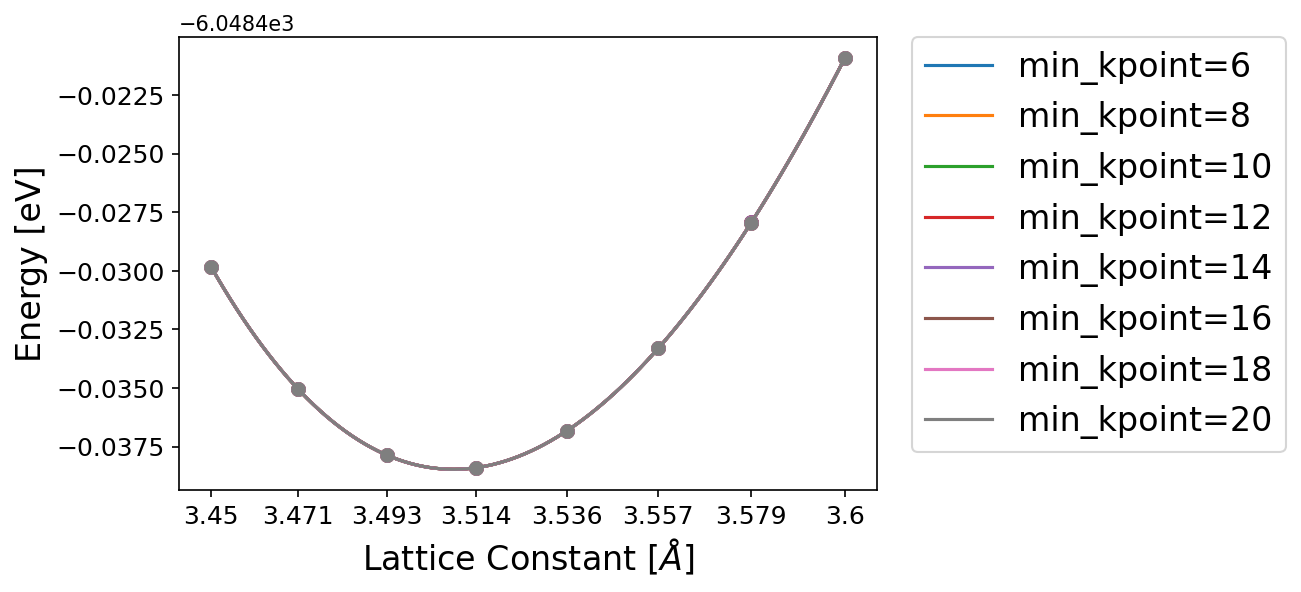 −6.0484e3
−0.0225
−0.0250
−0.0275
−0.0300
−0.0325
−0.0350
−0.0375
Energy [eV]
3.45 3.471 3.493 3.514 3.536 3.557 3.579 3.6
Lattice Constant [Å]
min_kpoint=6
min_kpoint=8
min_kpoint=10
min_kpoint=12
min_kpoint=14
min_kpoint=16
min_kpoint=18
min_kpoint=20